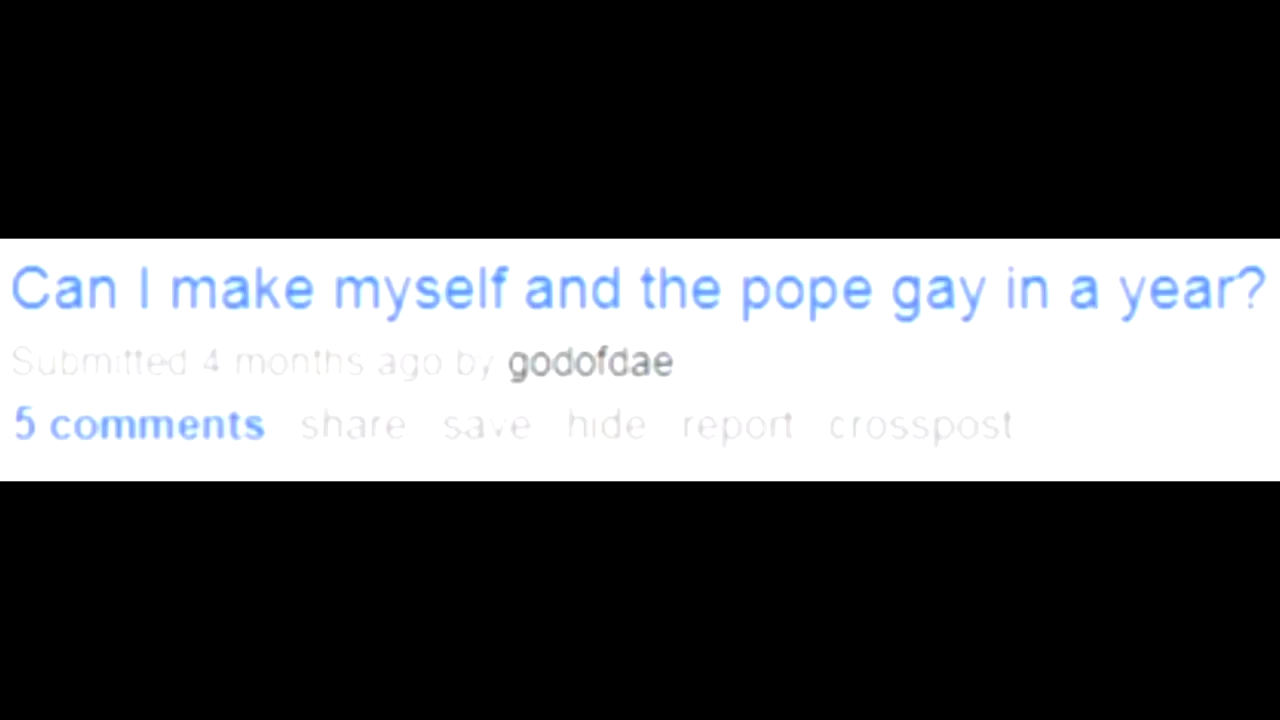 Can I make myself and the pope gay in a year?
Submitted 4 months ago by godofdae
5 comments share save hide report crosspost